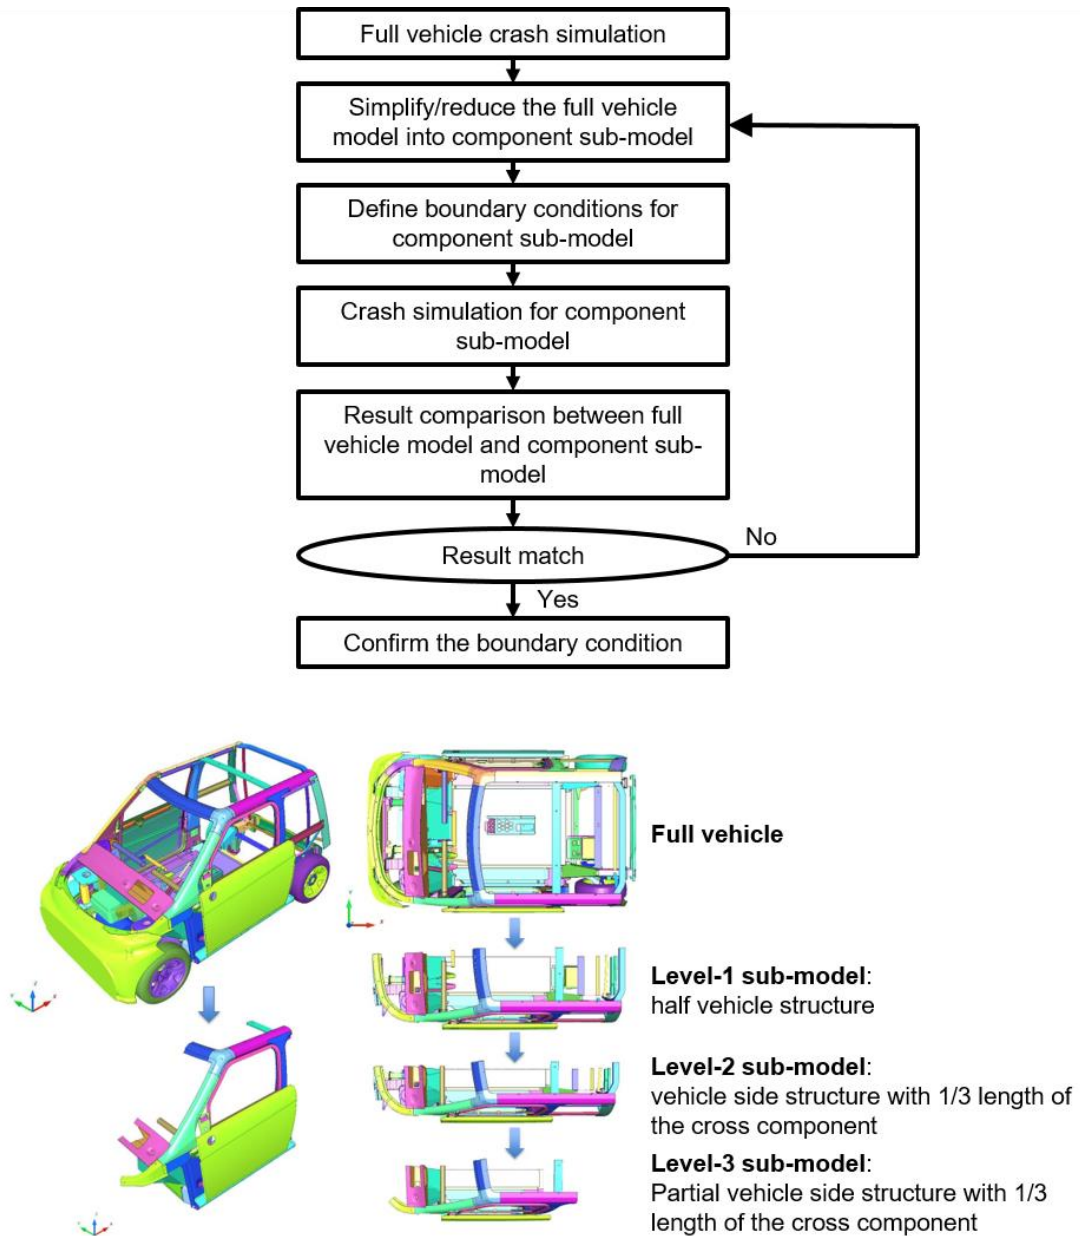 Full vehicle crash simulation
Simplify/reduce the full vehicle
model into component sub-model
Define boundary conditions for
component sub-model
Crash simulation for component
sub-model
Result comparison between full
vehicle model and component sub-
model
Result match
No
Yes
Confirm the boundary condition
Full vehicle
Level-1 sub-model:
half vehicle structure
Level-2 sub-model:
vehicle side structure with 1/3 length of
the cross component
Level-3 sub-model:
Partial vehicle side structure with 1/3
length of the cross component